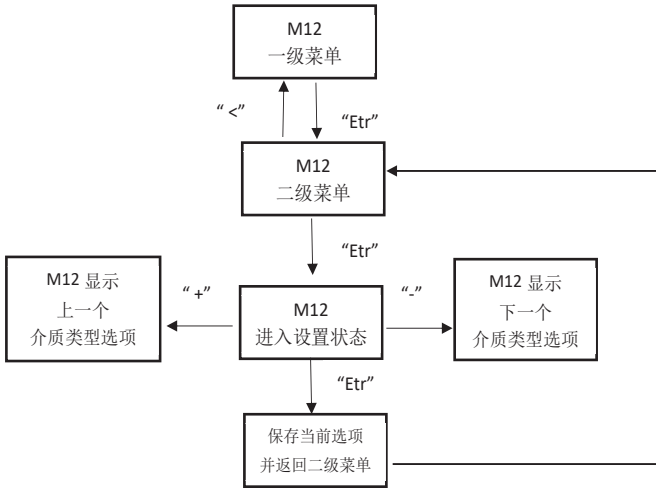 M12
一级菜单
“ <”
“Etr”
M12
二级菜单
“Etr”
M12 显示
上一个
介质类型选项
“ +”
M12
进入设置状态
“-”
M12 显示
下一个
介质类型选项
“Etr”
保存当前选项
并返回二级菜单